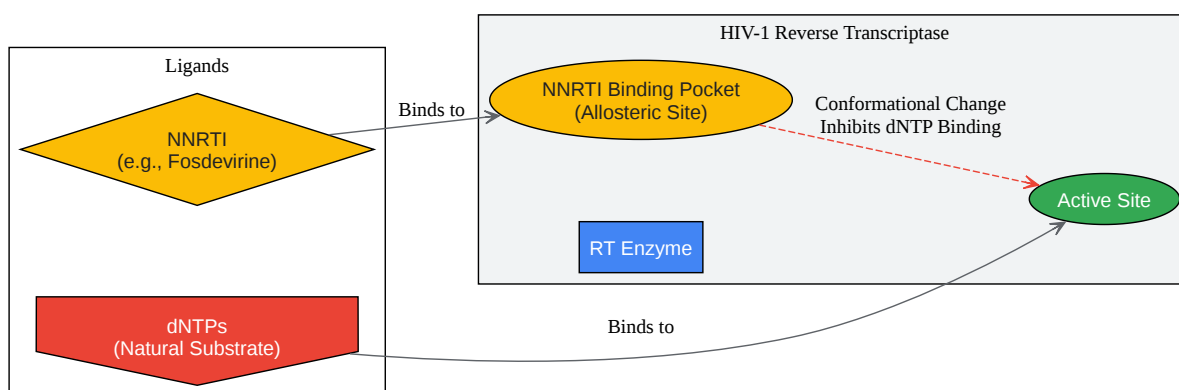 HIV-1 Reverse Transcriptase
Ligands
NNRTI
(e.g., Fosdevirine)
Binds to
NNRTI Binding Pocket
(Allosteric Site)
Conformational Change
Inhibits dNTP Binding
Active Site
RT Enzyme
dNTPs
(Natural Substrate)
Binds to